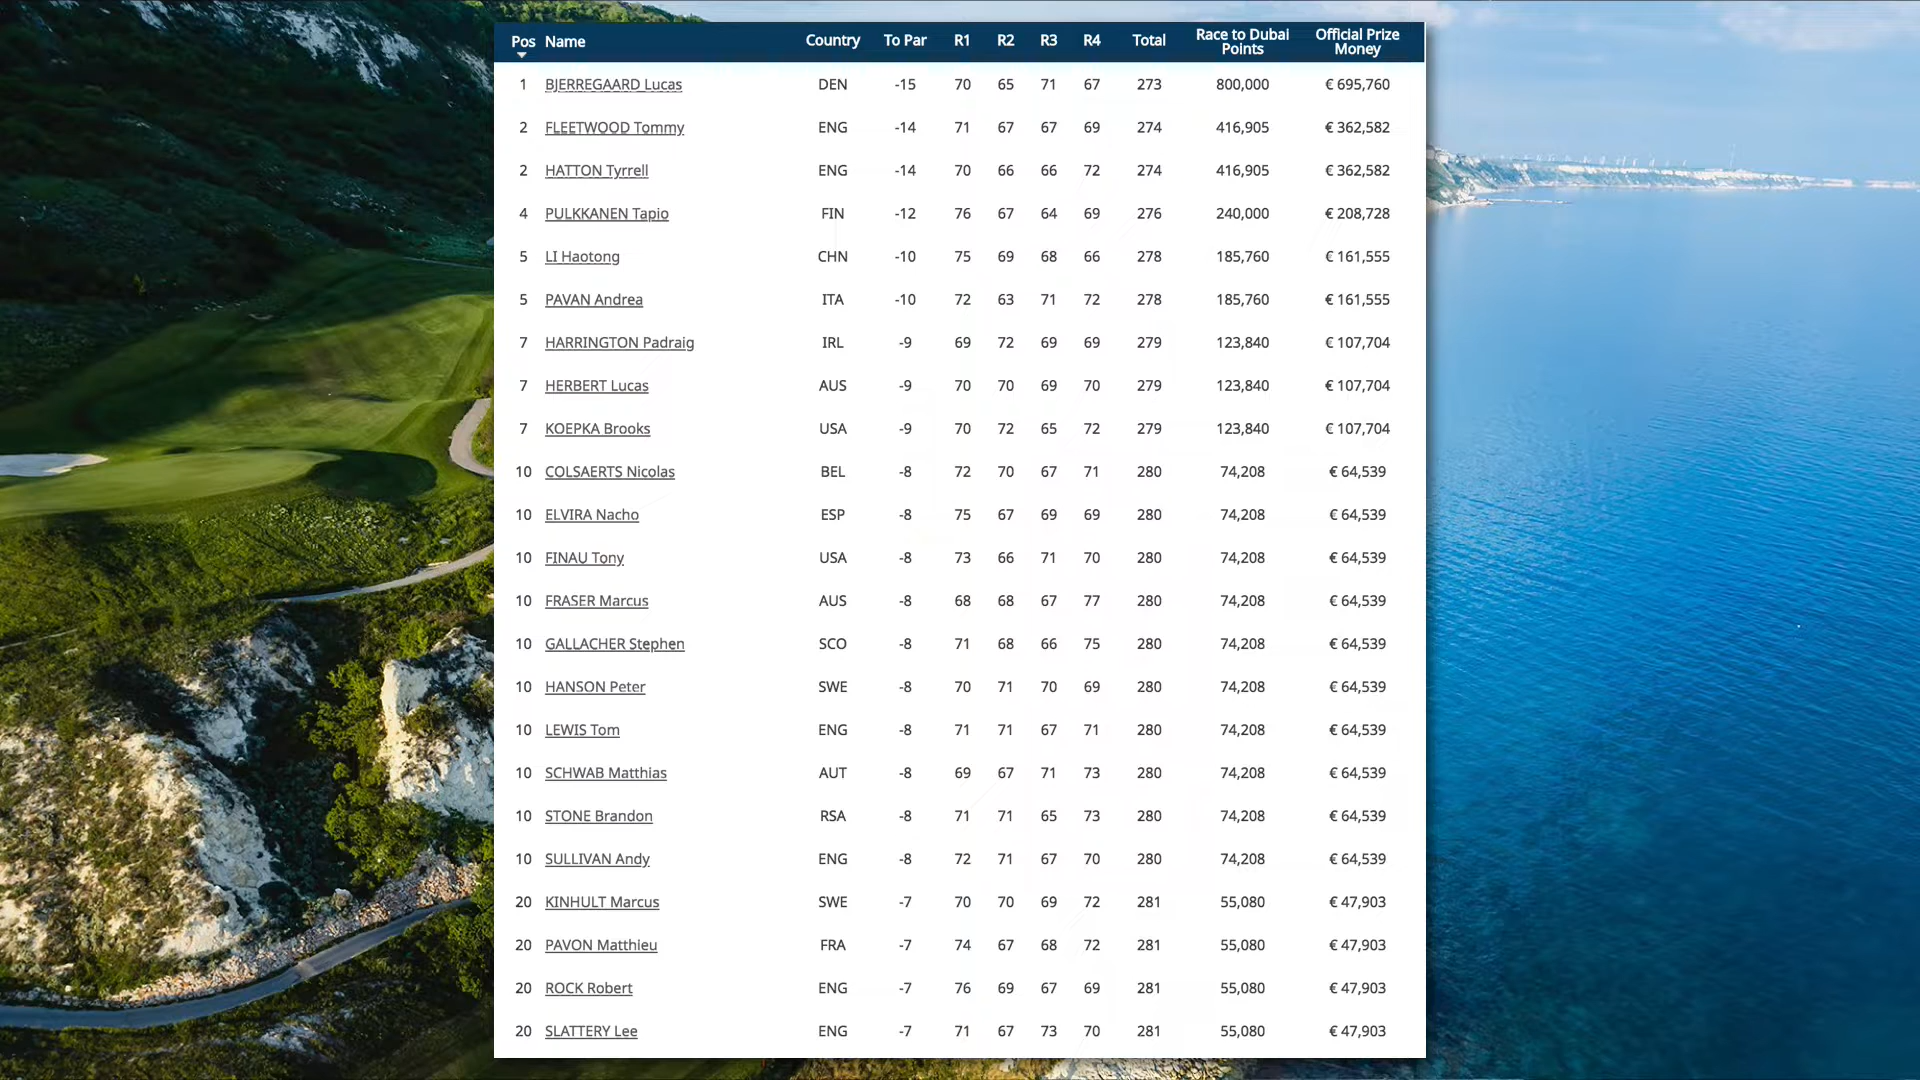 Pos Name Country To Par R1 R2 R3 R4 Total Race to Dubai Points Official Prize Money
1 BJERREGAARD Lucas DEN -15 70 65 71 67 273 800,000 € 695,760
2 FLEETWOOD Tommy ENG -14 71 67 67 69 274 416,905 € 362,582
2 HATTON Tyrrell ENG -14 70 66 66 72 274 416,905 € 362,582
4 PULKKANEN Tapio FIN -12 76 67 64 69 276 240,000 € 208,728
5 LI Haotong CHN -10 75 69 68 66 278 185,760 € 161,555
5 PAVAN Andrea ITA -10 72 63 71 72 278 185,760 € 161,555
7 HARRINGTON Padraig IRL -9 69 72 69 69 279 123,840 € 107,704
7 HERBERT Lucas AUS -9 70 70 69 70 279 123,840 € 107,704
7 KOEPKA Brooks USA -9 70 72 65 72 279 123,840 € 107,704
10 COLSAERTS Nicolas BEL -8 72 70 67 71 280 74,208 € 64,539
10 ELVIRA Nacho ESP -8 75 67 69 69 280 74,208 € 64,539
10 FINAU Tony USA -8 73 66 71 70 280 74,208 € 64,539
10 FRASER Marcus AUS -8 68 68 67 77 280 74,208 € 64,539
10 GALLACHER Stephen SCO -8 71 68 66 75 280 74,208 € 64,539
10 HANSON Peter SWE -8 70 71 70 69 280 74,208 € 64,539
10 LEWIS Tom ENG -8 71 71 67 71 280 74,208 € 64,539
10 SCHWAB Matthias AUT -8 69 67 71 73 280 74,208 € 64,539
10 STONE Brandon RSA -8 71 71 65 73 280 74,208 € 64,539
10 SULLIVAN Andy ENG -8 72 71 67 70 280 74,208 € 64,539
20 KINHULT Marcus SWE -7 70 70 69 72 281 55,080 € 47,903
20 PAVON Matthieu FRA -7 74 67 68 72 281 55,080 € 47,903
20 ROCK Robert ENG -7 76 69 67 69 281 55,080 € 47,903
20 SLATTERY Lee ENG -7 71 67 73 70 281 55,080 € 47,903